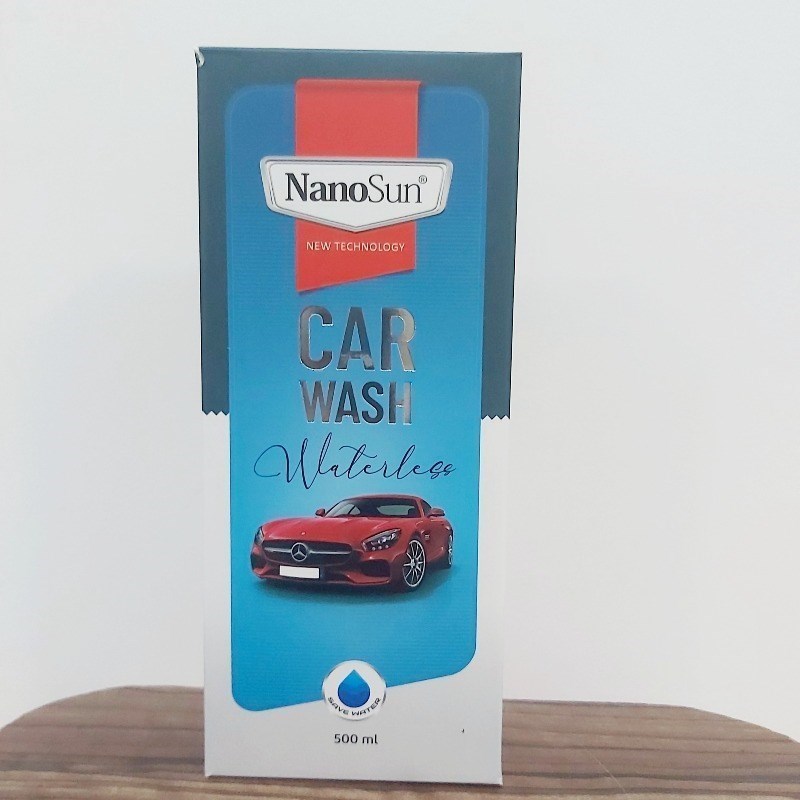 NanoSun®
NEW TECHNOLOGY
CAR
WASH
Waterless
SAVE WATER
500 ml